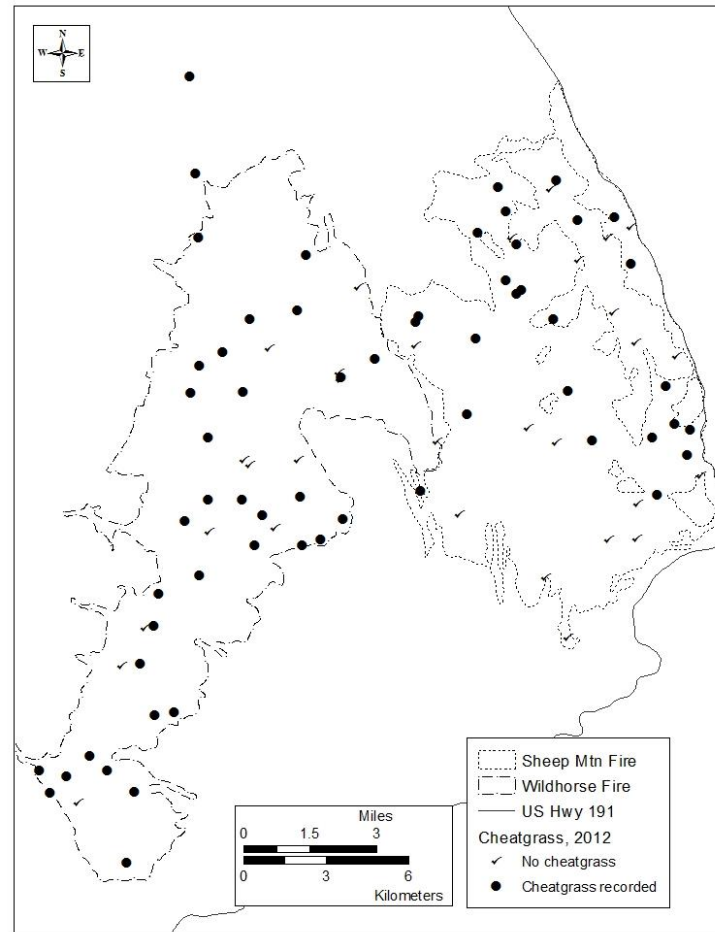 N
W E
S
Miles
0 1.5 3
0 3 6
Kilometers
Sheep Mtn Fire
Wildhorse Fire
US Hwy 191
Cheatgrass, 2012
No cheatgrass
Cheatgrass recorded